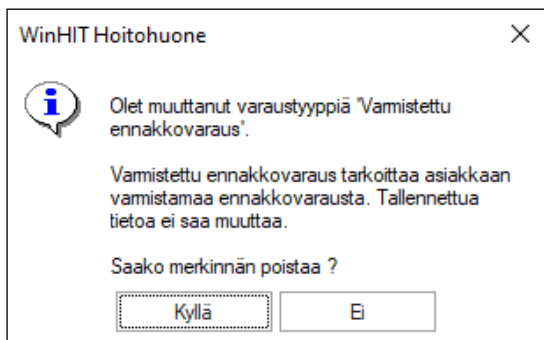 WinHIT Hoitohuone
Olet muuttanut varaustyyppiä 'Varmistettu
ennakkovaraus'.
Varmistettu ennakkovaraus tarkoittaa asiakkaan
varmistamaa ennakkovarausta. Tallennettua
tietoa ei saa muuttaa.
Saako merkinnän poistaa ?
Kyllä Ei